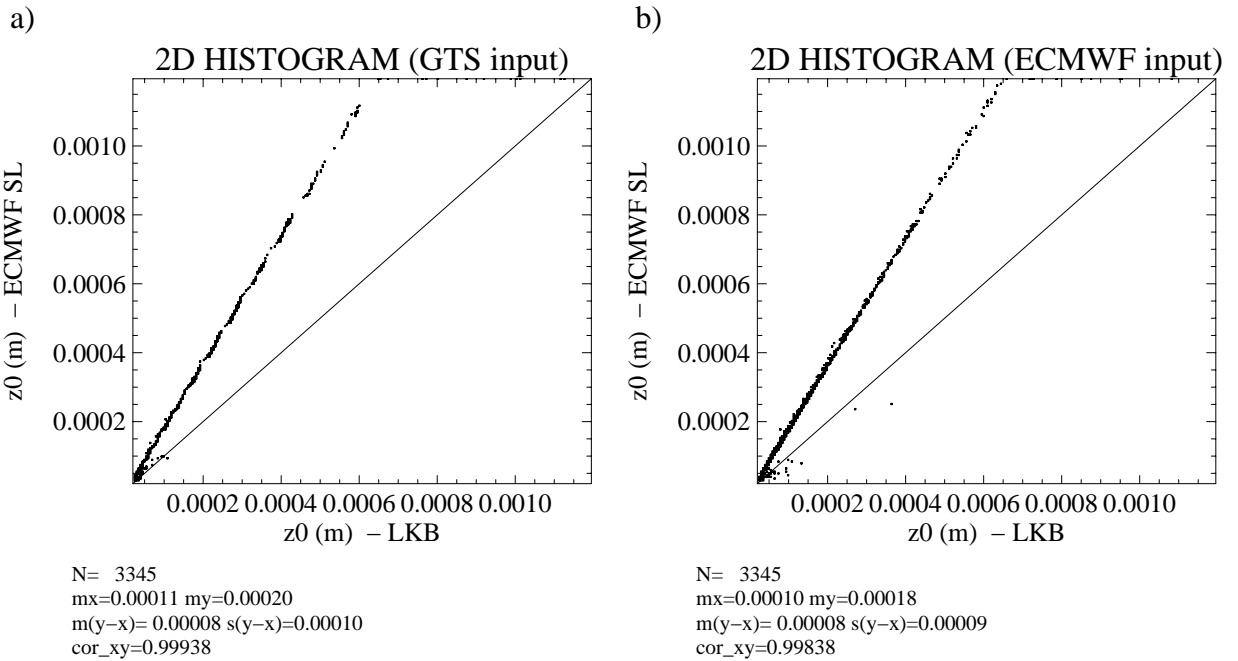 a)
2D HISTOGRAM (GTS input)
z0 (m) − ECMWF SL
0.0010
0.0008
0.0006
0.0004
0.0002
0.0002 0.0004 0.0006 0.0008 0.0010
z0 (m) − LKB
N= 3345
mx=0.00011 my=0.00020
m(y−x)= 0.00008 s(y−x)=0.00010
cor_xy=0.99938
b)
2D HISTOGRAM (ECMWF input)
z0 (m) − ECMWF SL
0.0010
0.0008
0.0006
0.0004
0.0002
0.0002 0.0004 0.0006 0.0008 0.0010
z0 (m) − LKB
N= 3345
mx=0.00010 my=0.00018
m(y−x)= 0.00008 s(y−x)=0.00009
cor_xy=0.99838